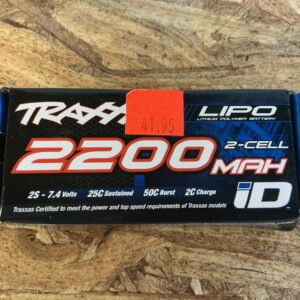 TRAXX
41.95
LIPO
LITHIUM POLYMER BATTERY
2-CELL
2200 MAH
2S - 7.4 Volts 25C Sustained 50C Burst 2C Charge
Traxxas Certified to meet the power and top speed requirements of Traxxas models
iD